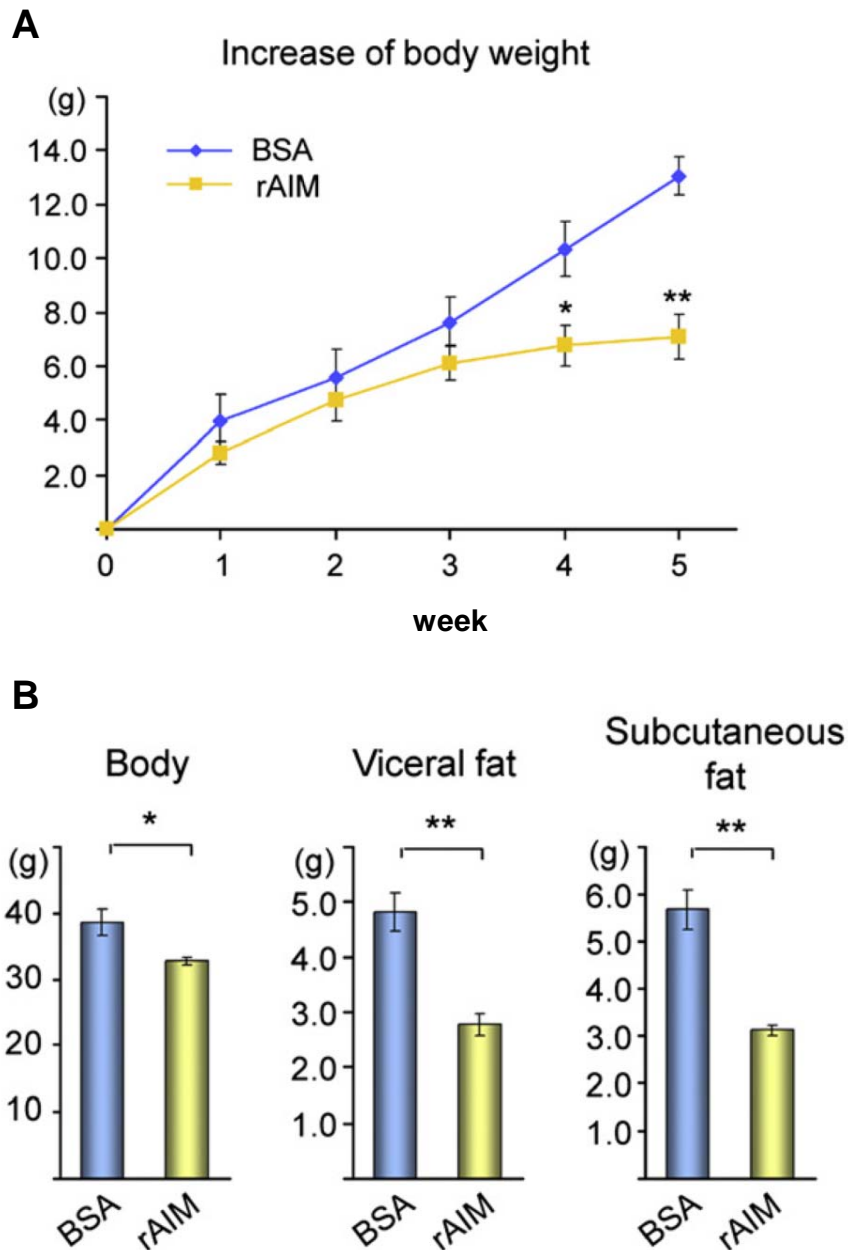 A
Increase of body weight
(g)
BSA
rAIM
14.0
12.0
10.0
8.0
6.0
4.0
2.0
*
**
0 1 2 3 4 5
week
B
Body
Viceral fat
Subcutaneous
fat
*
**
**
(g)
40
30
20
10
BSA rAIM
(g)
5.0
4.0
3.0
2.0
1.0
BSA rAIM
(g)
6.0
5.0
4.0
3.0
2.0
1.0
BSA rAIM